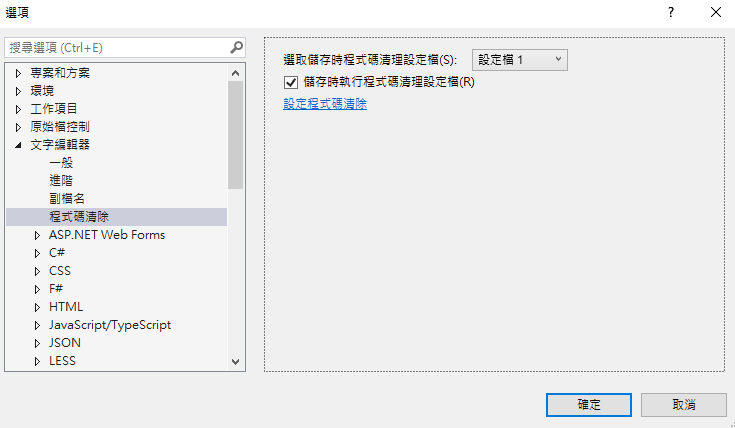 選項
?
搜尋選項 (Ctrl+E)
專案和方案
環境
工作項目
原始檔控制
文字編輯器
一般
進階
副檔名
程式碼清除
ASP.NET Web Forms
C#
CSS
F#
HTML
JavaScript/TypeScript
JSON
LESS
選取儲存時程式碼清理設定檔(S):
設定檔 1
儲存時執行程式碼清理設定檔(R)
設定程式碼清除
確定
取消